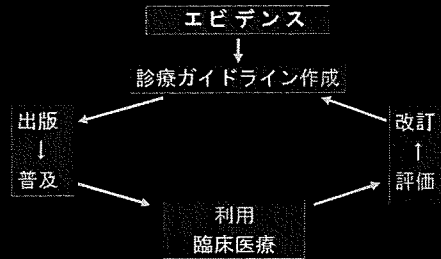 エビデンス
↓
診療ガイドライン作成
出版
↓
普及
利用
臨床医療
改訂
↑
評価